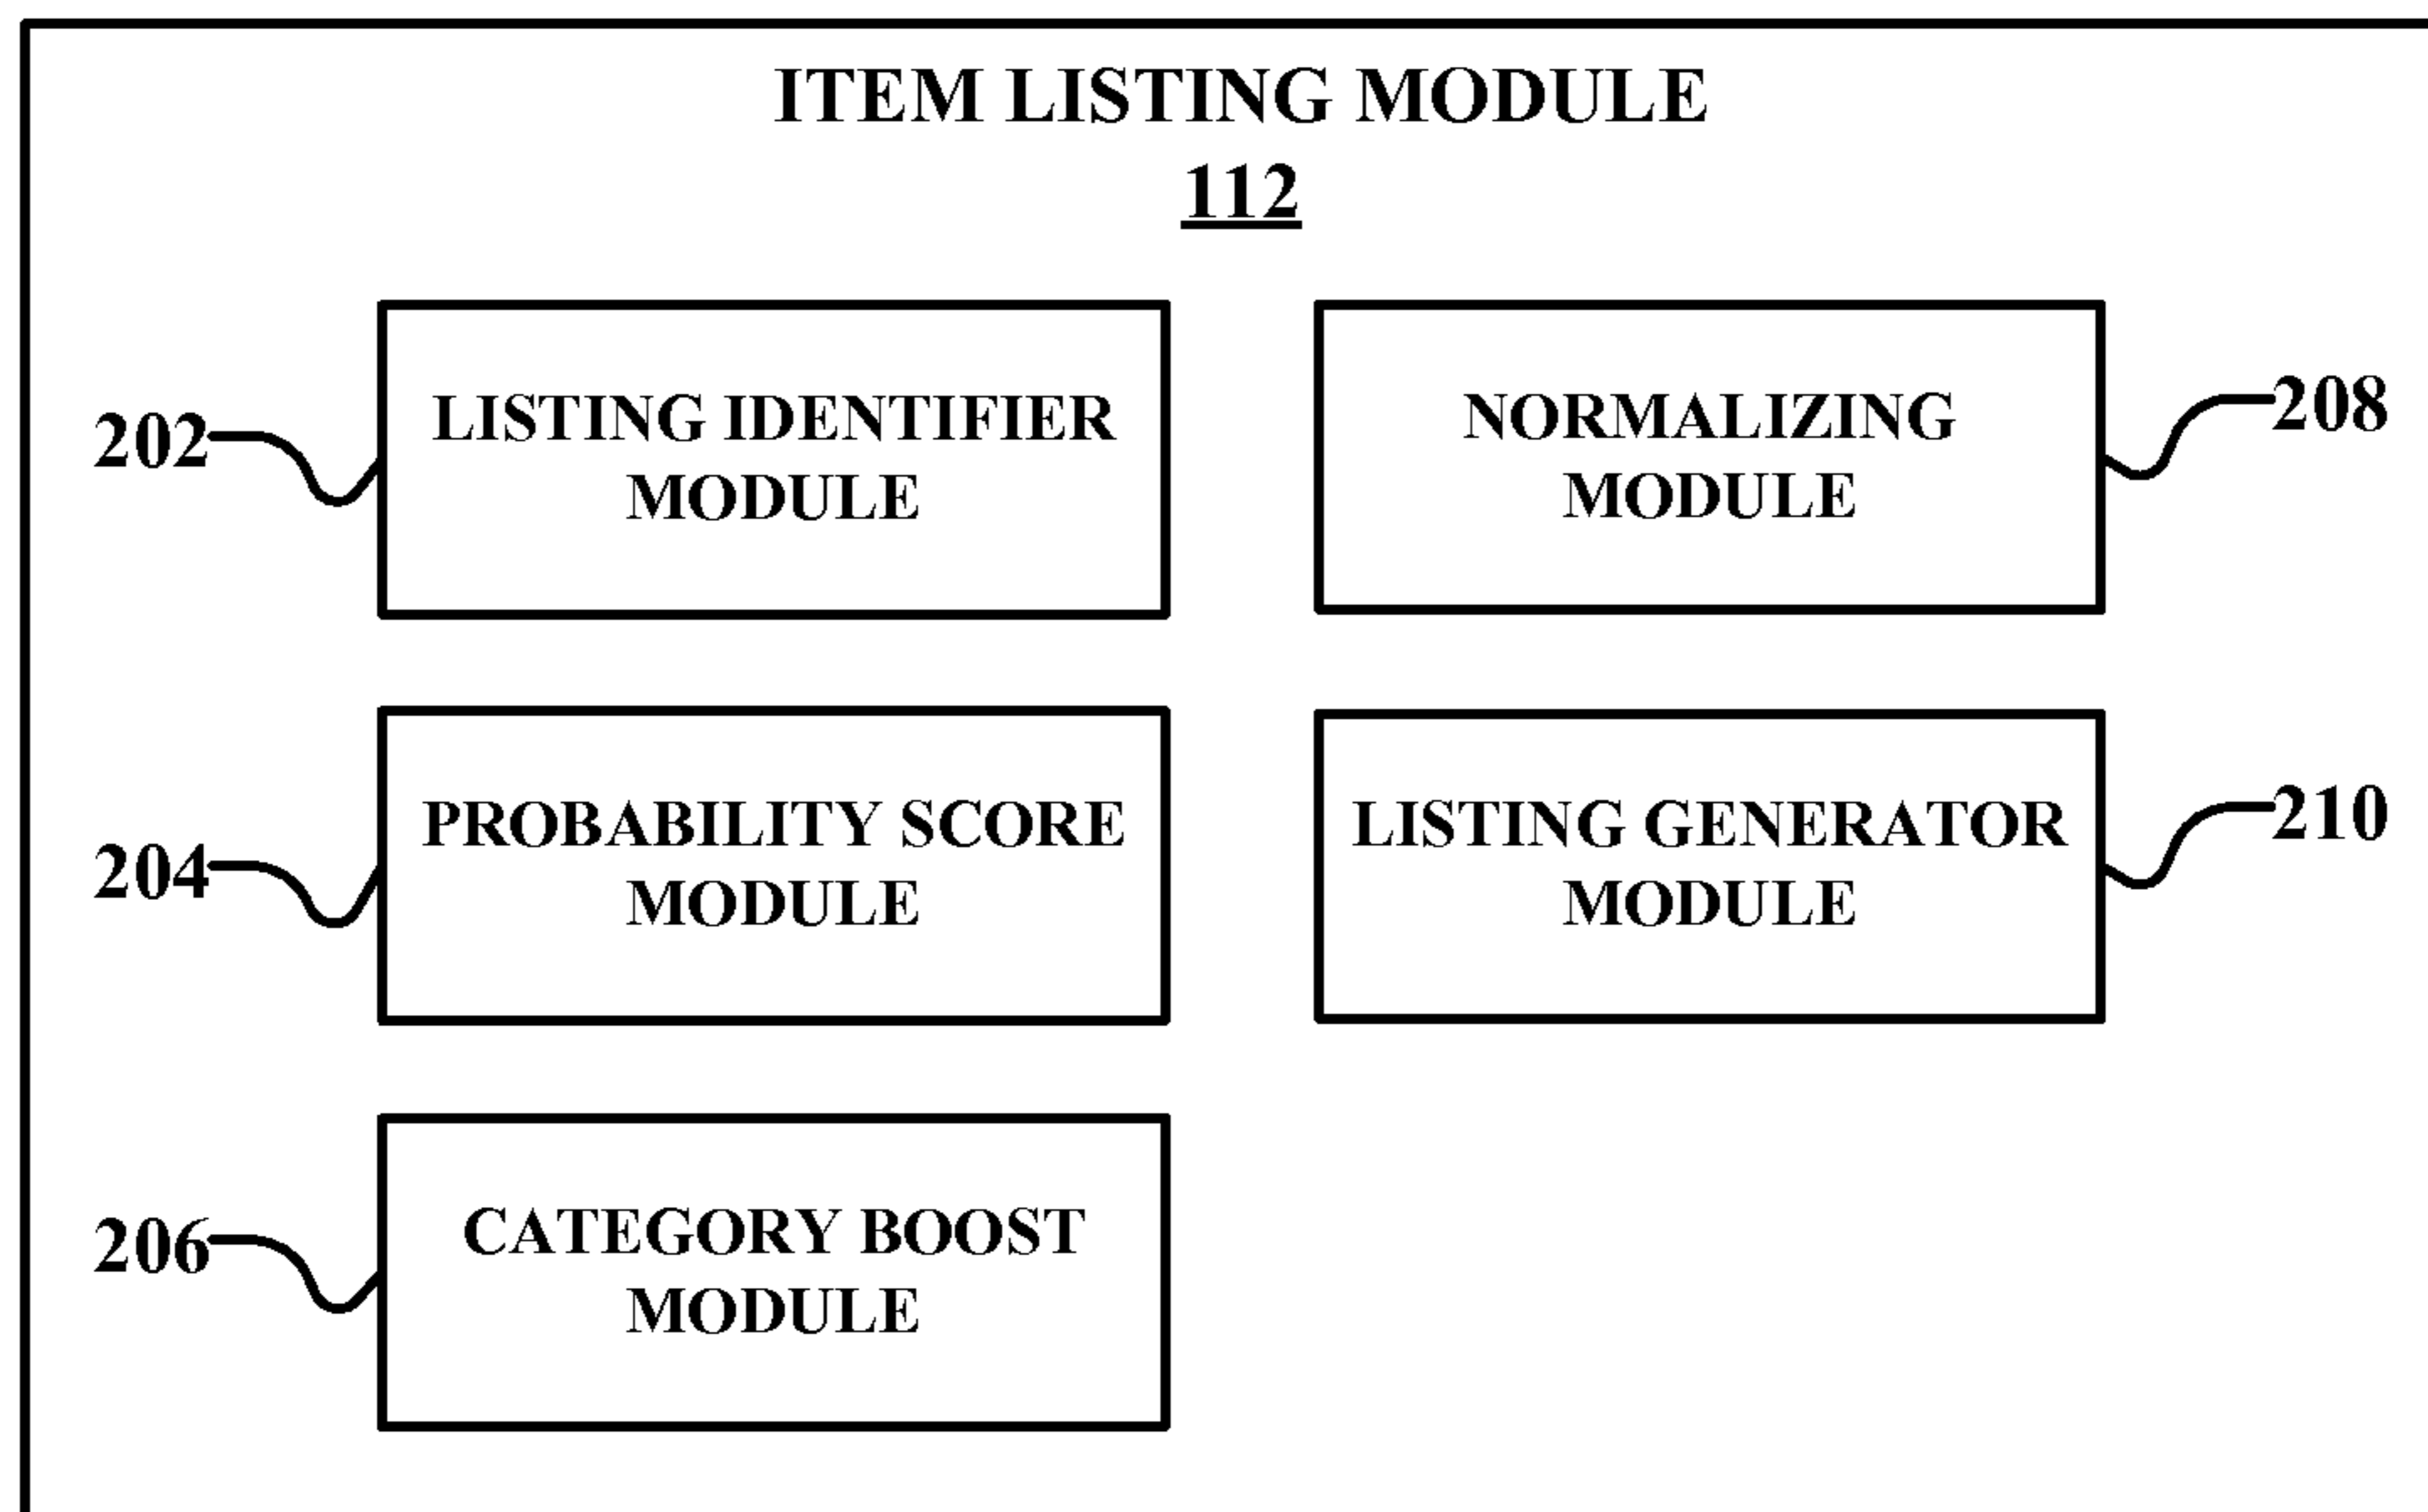 ITEM LISTING MODULE
112
202
LISTING IDENTIFIER
MODULE
204
PROBABILITY SCORE
MODULE
206
CATEGORY BOOST
MODULE
NORMALIZING
MODULE
208
LISTING GENERATOR
MODULE
210